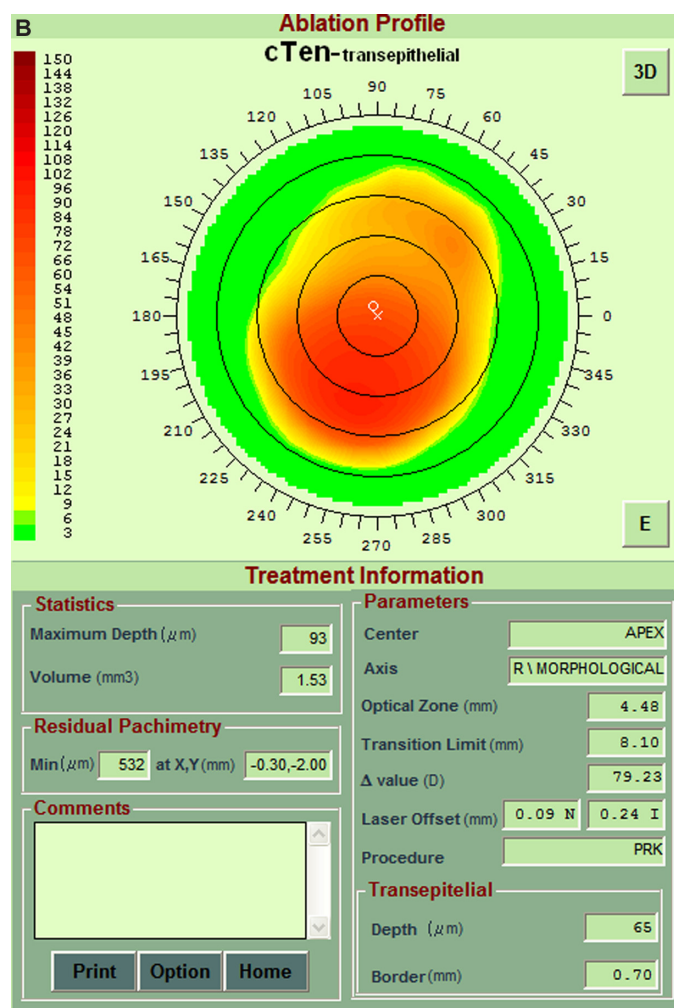 B
Ablation Profile
cTen-transepithelial
3D
150
144
138
132
126
120
114
108
102
96
90
84
78
72
66
60
54
51
48
45
42
39
36
33
30
27
24
21
18
15
12
9
6
3
90
105
75
120
60
135
45
150
30
165
15
180
0
195
345
210
330
225
315
240
300
255
285
270
E
Treatment Information
Statistics
Maximum Depth(μm) 93
Volume (mm3) 1.53
Residual Pachimetry
Min(μm) 532 at X,Y(mm) -0.30,-2.00
Comments
Print Option Home
Parameters
Center APEX
Axis R\MORPHOLOGICAL
Optical Zone (mm) 4.48
Transition Limit(mm) 8.10
Δ value (D) 79.23
Laser Offset(mm) 0.09 N 0.24 I
Procedure PRK
Transepitelial
Depth (μm) 65
Border(mm) 0.70